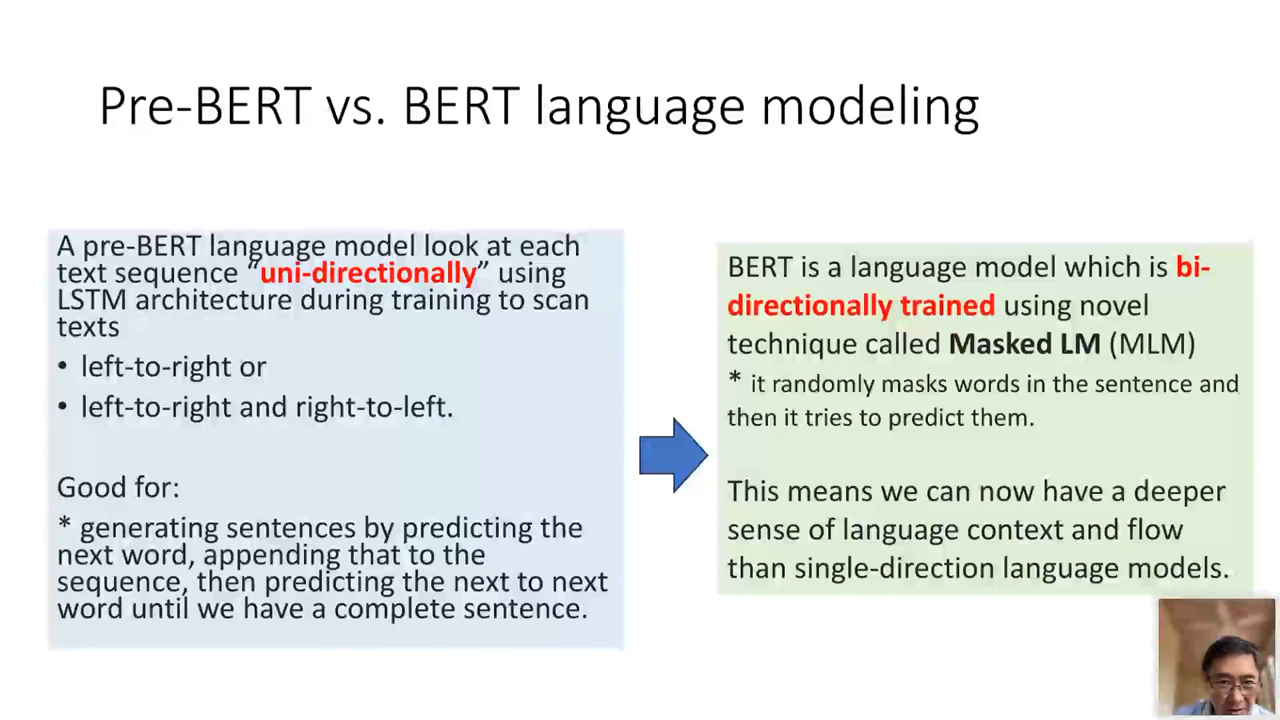 Pre-BERT vs. BERT language modeling
A pre-BERT language model look at each
text sequence “uni-directionally” using
LSTM architecture during training to scan
texts
• left-to-right or
• left-to-right and right-to-left.
Good for:
* generating sentences by predicting the
next word, appending that to the
sequence, then predicting the next to next
word until we have a complete sentence.
BERT is a language model which is bi-
directionally trained using novel
technique called Masked LM (MLM)
* it randomly masks words in the sentence and
then it tries to predict them.
This means we can now have a deeper
sense of language context and flow
than single-direction language models.